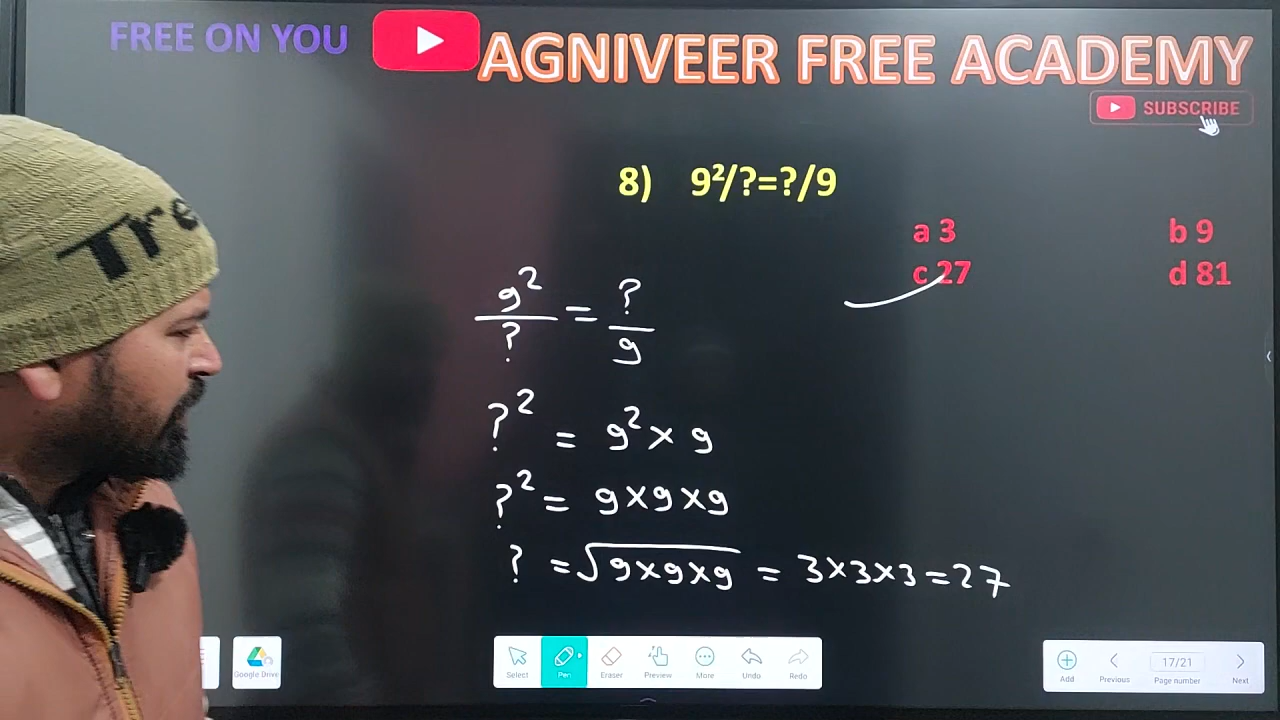 FREE ON YOU
AGNIVEER FREE ACADEMY
SUBSCRIBE
8) 9²/?=?/9
a 3
b 9
c 27
d 81
9²/? = ?/9
?² = 9² × 9
?² = 9×9×9
? = √9×9×9 = 3×3×3=27
Tre
Google Drive
Select
Pen
Eraser
Preview
More
Undo
Redo
Add
Previous
17/21
Page number
Next